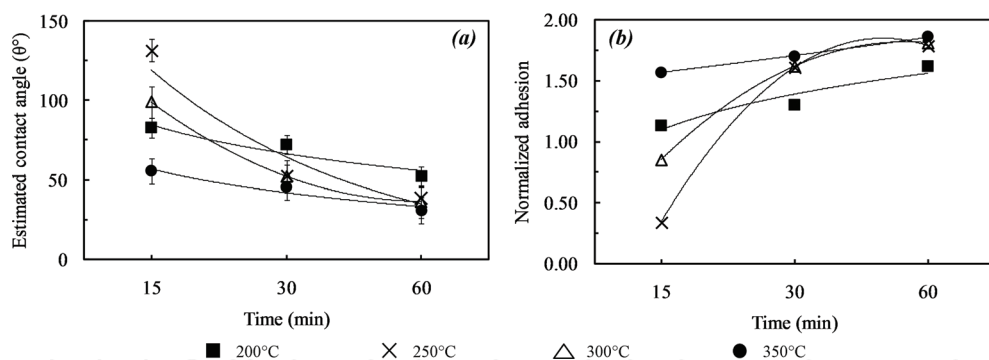 150
100
50
0
Estimated contact angle (θ°)
(a)
15 30 60
Time (min)
2.00
1.50
1.00
0.50
0.00
Normalized adhesion
(b)
15 30 60
Time (min)
200°C 250°C 300°C 350°C